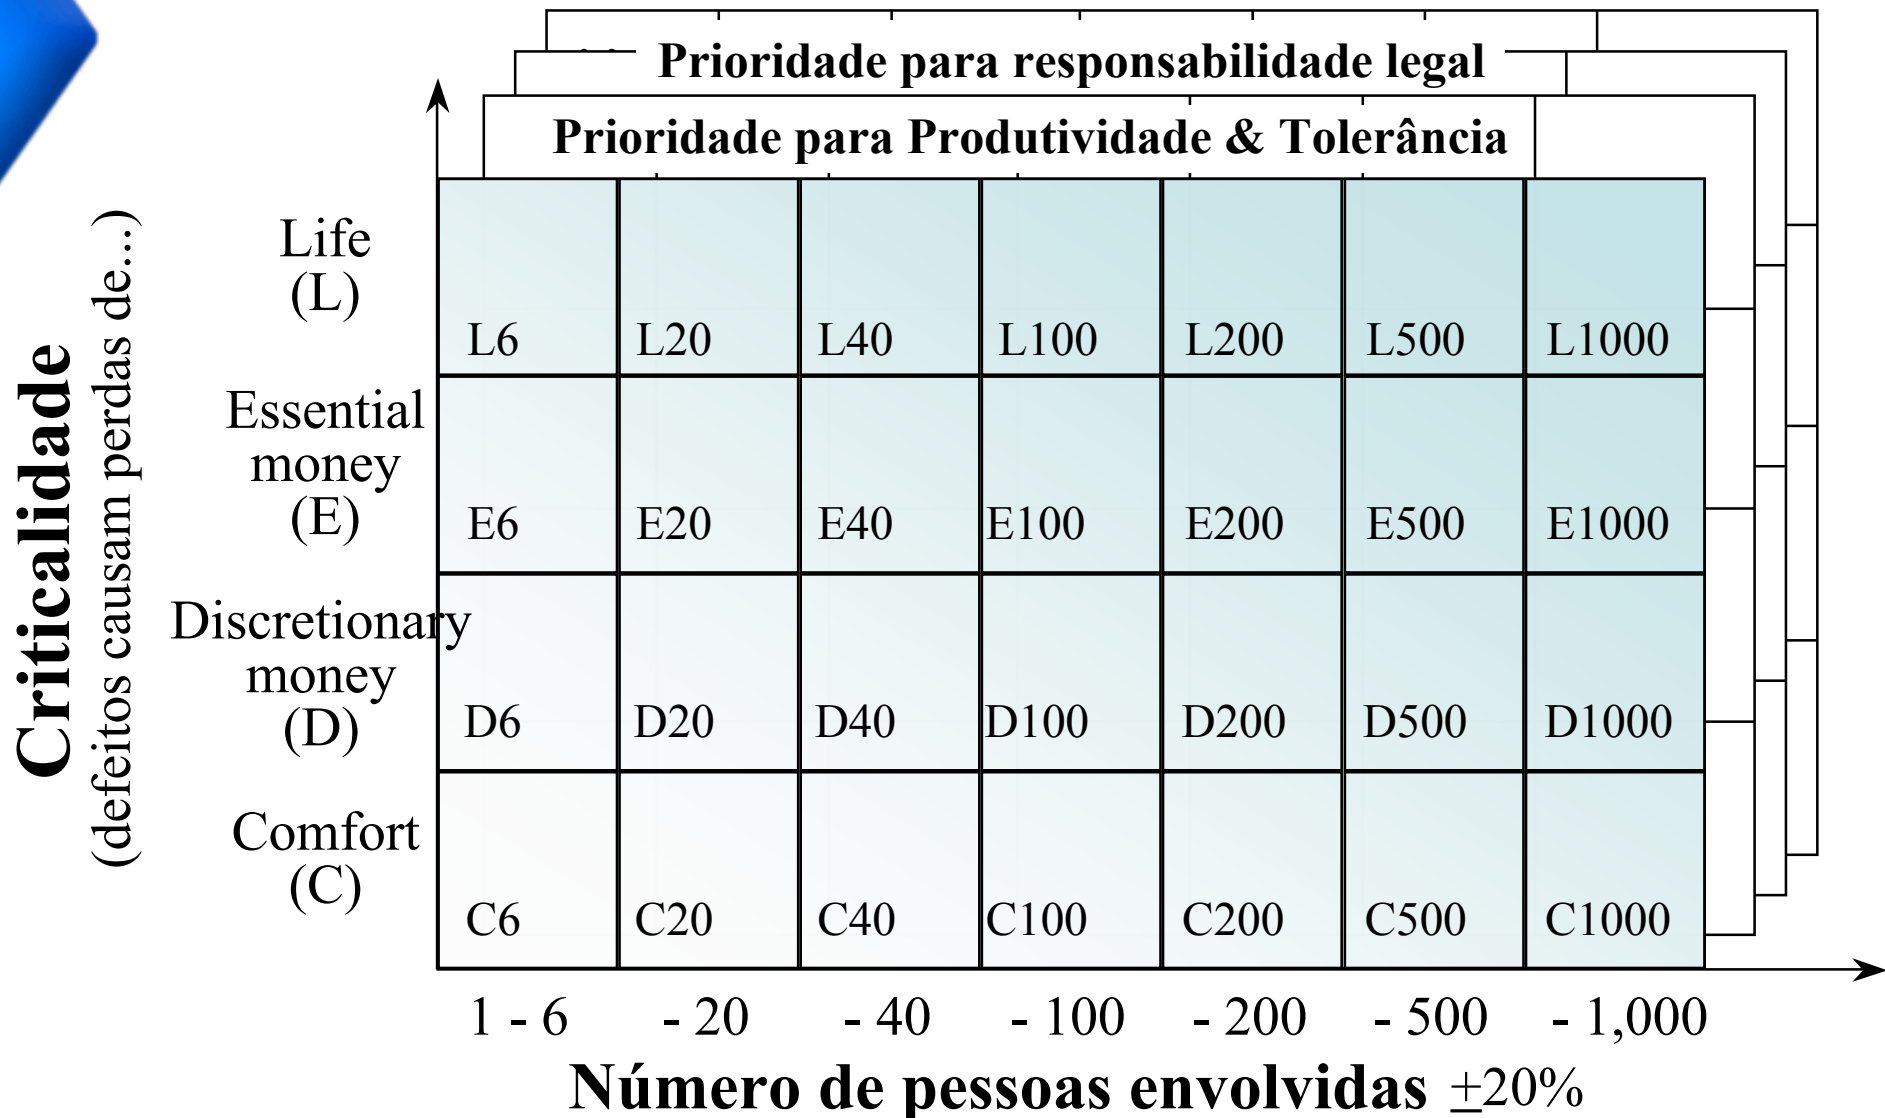 Prioridade para responsabilidade legal
Prioridade para Produtividade & Tolerância
Criticalidade
(defeitos causam perdas de...)
Life
(L)
L6 L20 L40 L100 L200 L500 L1000
Essential
money
(E)
E6 E20 E40 E100 E200 E500 E1000
Discretionary
money
(D)
D6 D20 D40 D100 D200 D500 D1000
Comfort
(C)
C6 C20 C40 C100 C200 C500 C1000
1 - 6 - 20 - 40 - 100 - 200 - 500 - 1,000
Número de pessoas envolvidas ±20%